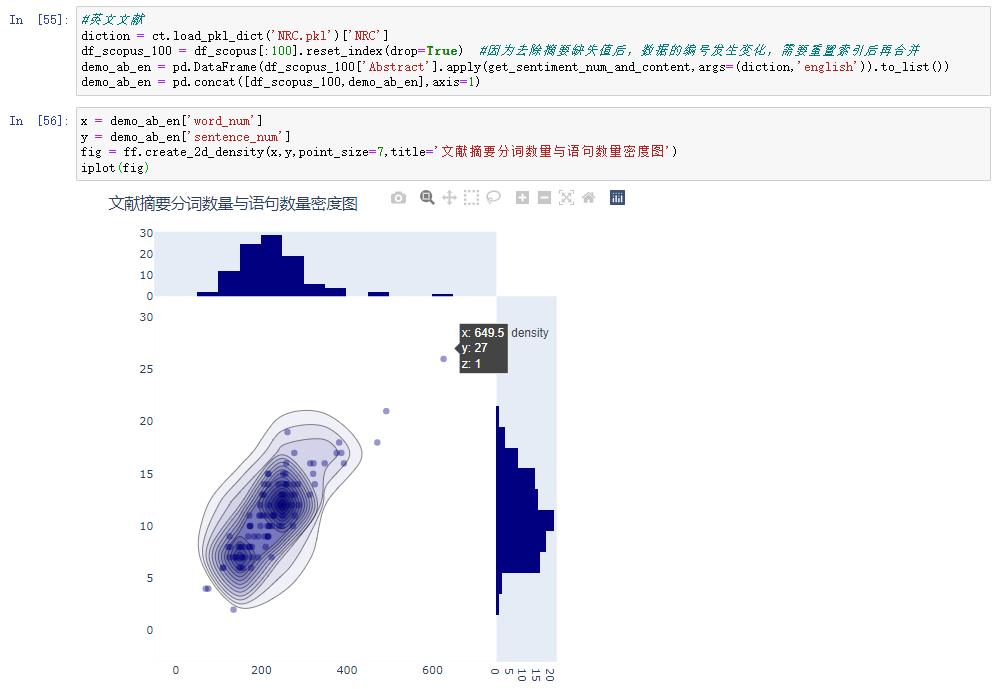 In [55]:
#英文文献
diction = ct.load_pkl_dict('NRC.pkl')['NRC']
df_scopus_100 = df_scopus[:100].reset_index(drop=True) #因为去除摘要缺失值后，数据的编号发生变化，需要重置索引后再合并
demo_ab_en = pd.DataFrame(df_scopus_100['Abstract'].apply(get_sentiment_num_and_content,args=(diction,'english')).to_list())
demo_ab_en = pd.concat([df_scopus_100,demo_ab_en],axis=1)
In [56]:
x = demo_ab_en['word_num']
y = demo_ab_en['sentence_num']
fig = ff.create_2d_density(x,y,point_size=7,title='文献摘要分词数量与语句数量密度图')
iplot(fig)
文献摘要分词数量与语句数量密度图
30
20
10
0
30
25
20
15
10
5
0
x: 649.5
y: 27
z: 1
density
0 200 400 600
0 5 10 15 20